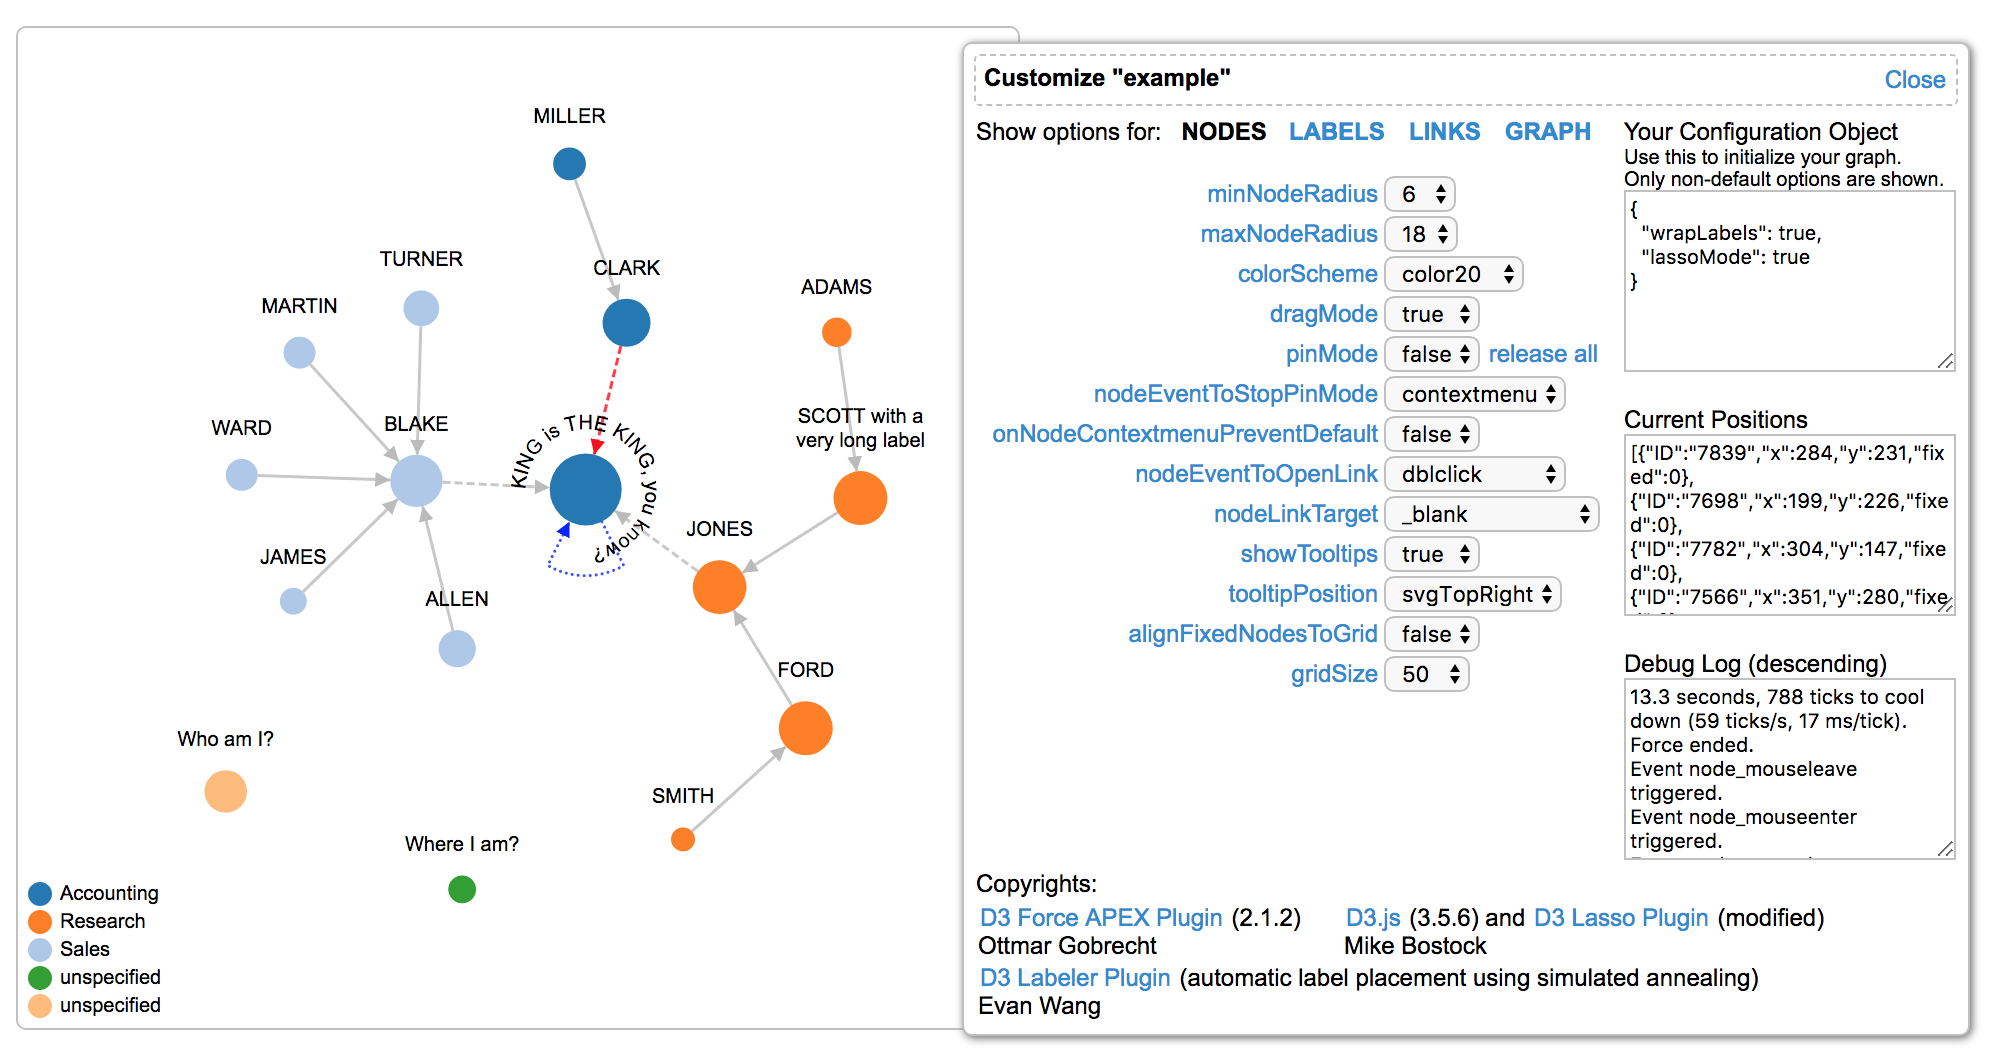 MILLER
CLARK
TURNER
ADAMS
MARTIN
SCOTT with a
very long label
WARD
BLAKE
KING is THE KING, you know?
JONES
JAMES
ALLEN
FORD
Who am I?
SMITH
Where I am?
Accounting
Research
Sales
unspecified
unspecified
Customize "example"
Close
Show options for: NODES LABELS LINKS GRAPH
minNodeRadius 6
maxNodeRadius 18
colorScheme color20
dragMode true
pinMode false release all
nodeEventToStopPinMode contextmenu
onNodeContextmenuPreventDefault false
nodeEventToOpenLink dblclick
nodeLinkTarget _blank
showTooltips true
tooltipPosition svgTopRight
alignFixedNodesToGrid false
gridSize 50
Your Configuration Object
Use this to initialize your graph.
Only non-default options are shown.
{
"wrapLabels": true,
"lassoMode": true
}
Current Positions
[{"ID":"7839","x":284,"y":231,"fix
ed":0},
{"ID":"7698","x":199,"y":226,"fixe
d":0},
{"ID":"7782","x":304,"y":147,"fixe
d":0},
{"ID":"7566","x":351,"y":280,"fixe
Debug Log (descending)
13.3 seconds, 788 ticks to cool
down (59 ticks/s, 17 ms/tick).
Force ended.
Event node_mouseleave
triggered.
Event node_mouseenter
triggered.
Copyrights:
D3 Force APEX Plugin (2.1.2)
Ottmar Gobrecht
D3.js (3.5.6) and D3 Lasso Plugin (modified)
Mike Bostock
D3 Labeler Plugin (automatic label placement using simulated annealing)
Evan Wang